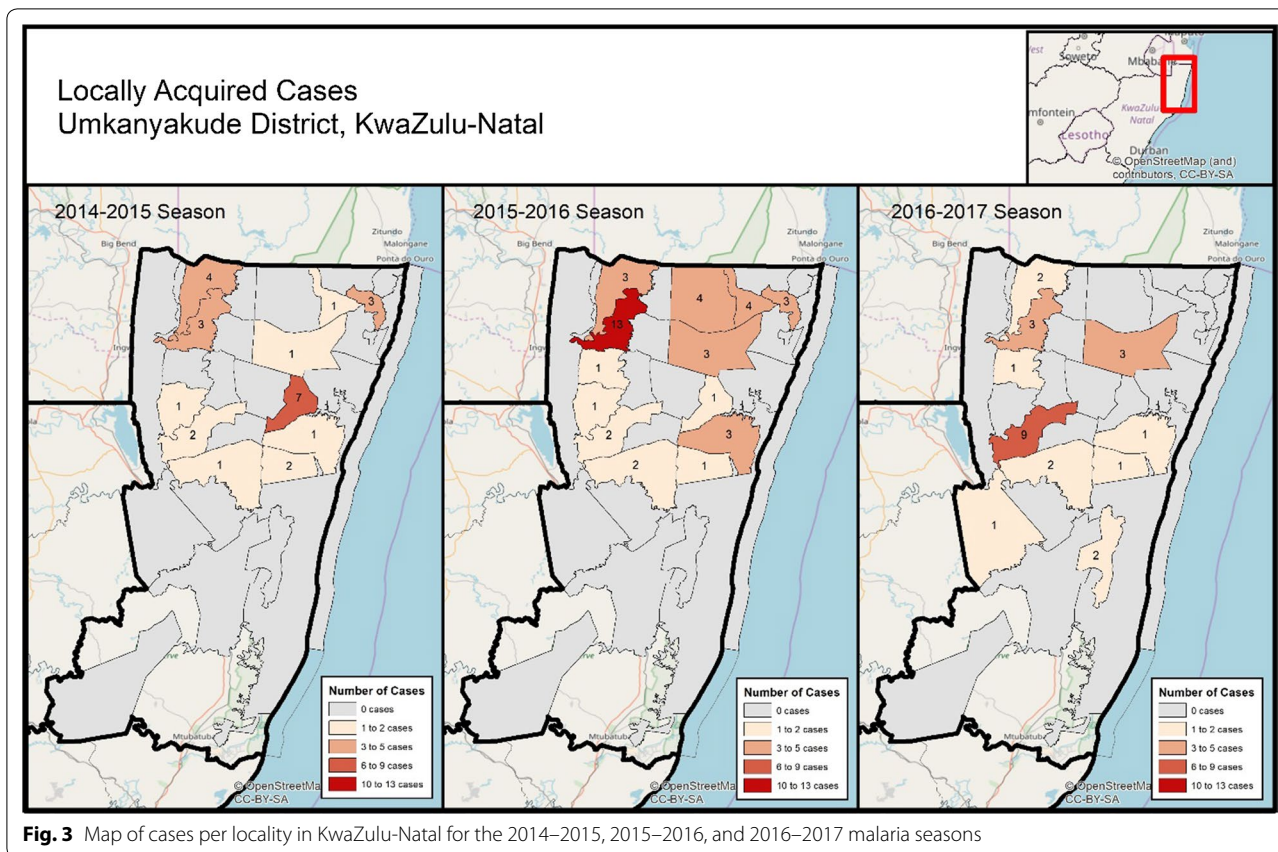 Locally Acquired Cases
Umkanyakude District, KwaZulu-Natal
Maputo
Soweto
Mbabane
mfontein
KwaZulu
Natal
Lesotho
Durban
© OpenStreetMap (and)
contributors, CC-BY-SA
2014-2015 Season
Zitundo
Big Bend
Malongane
Ponta do Ouro
4
3
1
3
1
7
1
2
1
1
2
Mtubatuba
Number of Cases
0 cases
1 to 2 cases
3 to 5 cases
6 to 9 cases
10 to 13 cases
© OpenStreetMa
CC-BY-SA
2015-2016 Season
Zitundo
Big Bend
Malongane
Ponta do Ouro
3
13
4
4
3
3
1
1
1
2
3
2
1
Mtubatub
Number of Cases
0 cases
1 to 2 cases
3 to 5 cases
6 to 9 cases
10 to 13 cases
© OpenStreetMa
CC-BY-SA
2016-2017 Season
Zitundo
Big Bend
Malongane
Ponta do Ouro
2
3
3
1
9
1
2
1
1
2
Mtubatuba
Number of Cases
0 cases
1 to 2 cases
3 to 5 cases
6 to 9 cases
10 to 13 cases
© OpenStreetMa
CC-BY-SA
Fig. 3 Map of cases per locality in KwaZulu-Natal for the 2014–2015, 2015–2016, and 2016–2017 malaria seasons